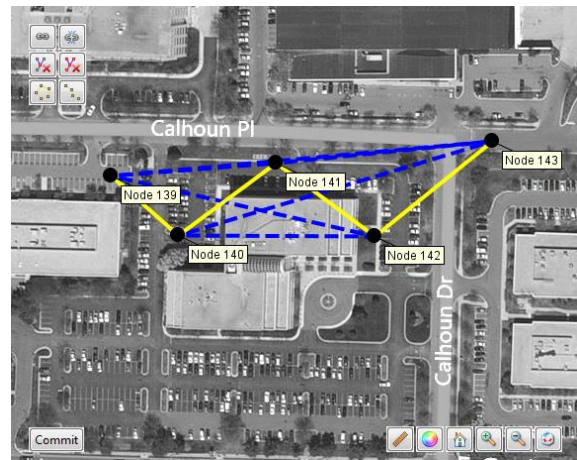 Calhoun Pl
Node 143
Node 141
Node 139
Node 140
Node 142
Calhoun Dr
Commit